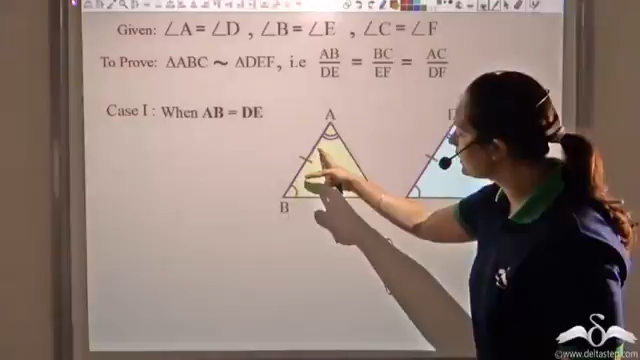 Given: ∠A = ∠D , ∠B = ∠E , ∠C = ∠F
To Prove: ΔABC ~ ΔDEF, i.e AB/DE = BC/EF = AC/DF
Case I : When AB = DE
A
D
B
©www.deltastep.com